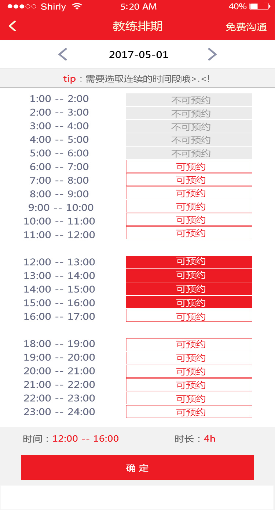 Shirly 5:20 AM 40%
教练排期 免费沟通
2017-05-01
tip：需要选取连续的时间段哦>.<!
1:00 -- 2:00 不可预约
2:00 -- 3:00 不可预约
3:00 -- 4:00 不可预约
4:00 -- 5:00 不可预约
5:00 -- 6:00 不可预约
6:00 -- 7:00 可预约
7:00 -- 8:00 可预约
8:00 -- 9:00 可预约
9:00 -- 10:00 可预约
10:00 -- 11:00 可预约
11:00 -- 12:00 可预约
12:00 -- 13:00 可预约
13:00 -- 14:00 可预约
14:00 -- 15:00 可预约
15:00 -- 16:00 可预约
16:00 -- 17:00 可预约
18:00 -- 19:00 可预约
19:00 -- 20:00 可预约
20:00 -- 21:00 可预约
21:00 -- 22:00 可预约
22:00 -- 23:00 可预约
23:00 -- 24:00 可预约
时间：12:00 -- 16:00 时长：4h
确 定